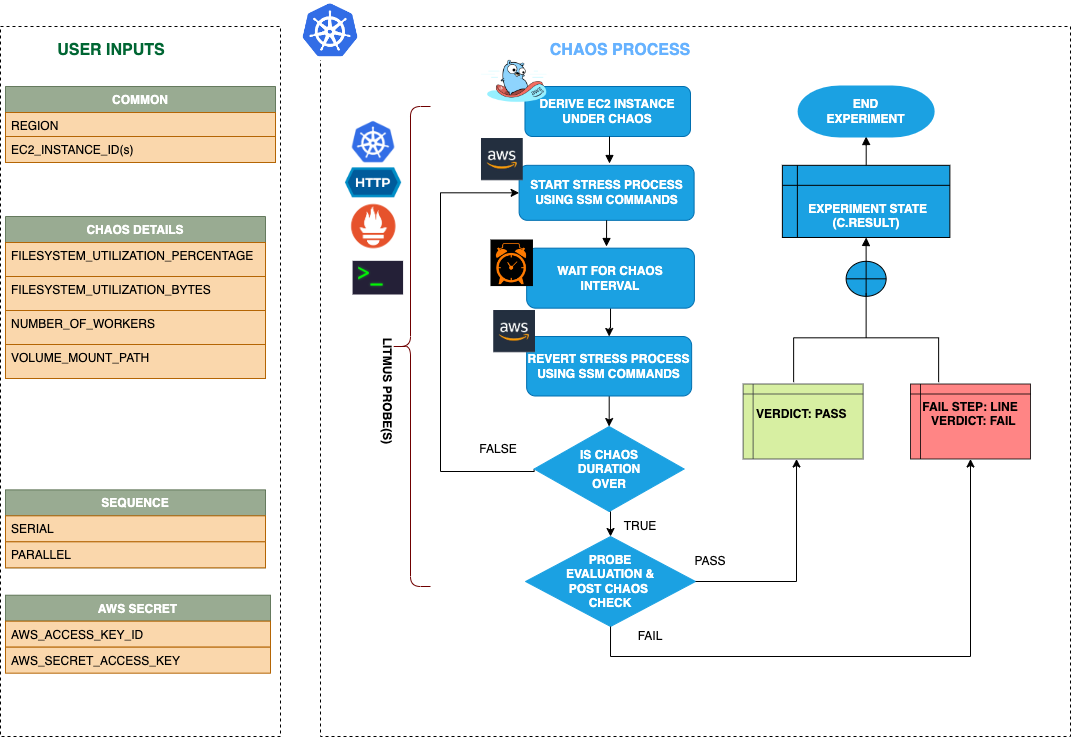 USER INPUTS
COMMON
REGION
EC2_INSTANCE_ID(s)
CHAOS DETAILS
FILESYSTEM_UTILIZATION_PERCENTAGE
FILESYSTEM_UTILIZATION_BYTES
NUMBER_OF_WORKERS
VOLUME_MOUNT_PATH
SEQUENCE
SERIAL
PARALLEL
AWS SECRET
AWS_ACCESS_KEY_ID
AWS_SECRET_ACCESS_KEY
CHAOS PROCESS
HTTP
>_
LITMUS PROBE(S)
DERIVE EC2 INSTANCE
UNDER CHAOS
aws
START STRESS PROCESS
USING SSM COMMANDS
WAIT FOR CHAOS
INTERVAL
aws
REVERT STRESS PROCESS
USING SSM COMMANDS
IS CHAOS
DURATION
OVER
FALSE
TRUE
PROBE
EVALUATION &
POST CHAOS
CHECK
PASS
FAIL
END
EXPERIMENT
EXPERIMENT STATE
(C.RESULT)
VERDICT: PASS
FAIL STEP: LINE
VERDICT: FAIL